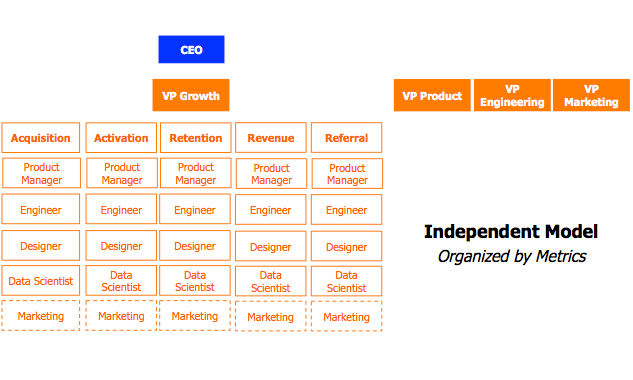 CEO
VP Growth
VP Product
VP
Engineering
VP
Marketing
Acquisition
Activation
Retention
Revenue
Referral
Product
Manager
Product
Manager
Product
Manager
Product
Manager
Product
Manager
Engineer
Engineer
Engineer
Engineer
Engineer
Independent Model
Organized by Metrics
Designer
Designer
Designer
Designer
Designer
Data Scientist
Data
Scientist
Data
Scientist
Data
Scientist
Data
Scientist
Marketing
Marketing
Marketing
Marketing
Marketing